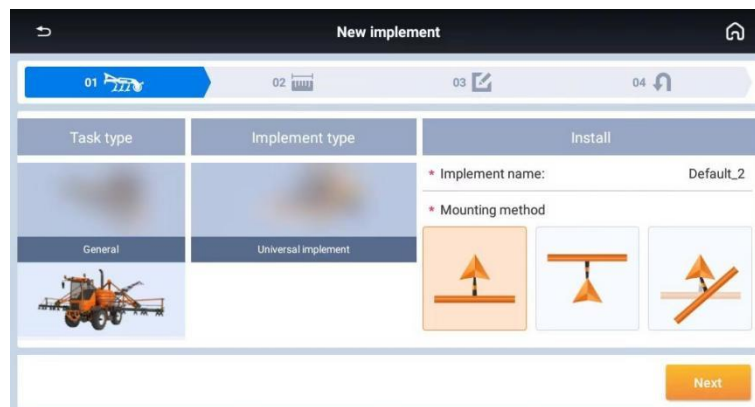 New implement
01
02
03
04
Task type
Implement type
Install
General
Universal implement
* Implement name: Default_2
* Mounting method
Next